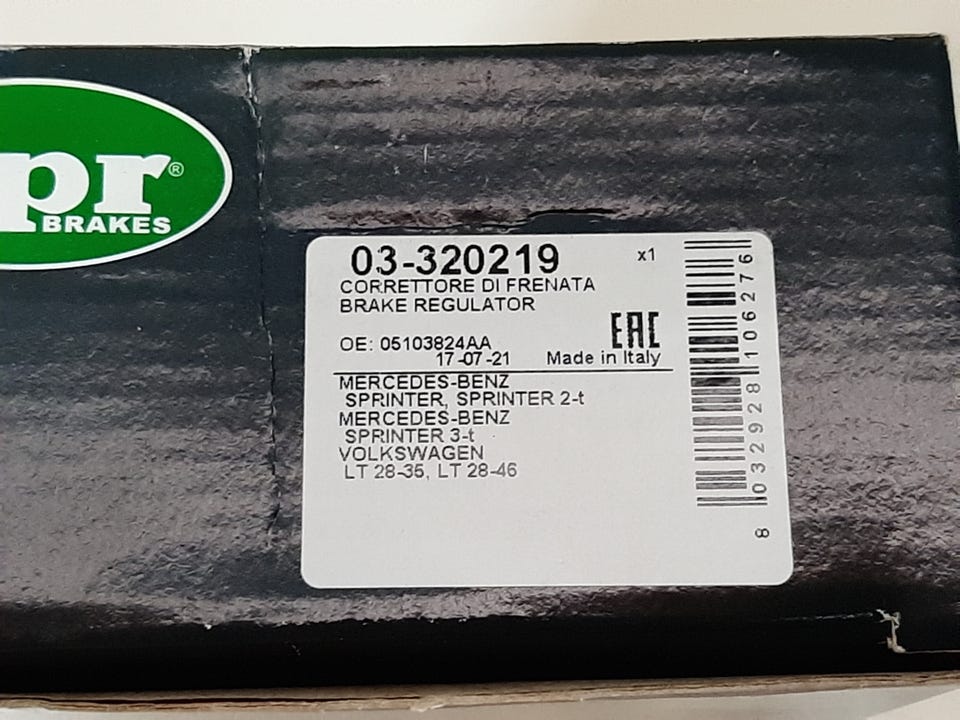 pr®
BRAKES
03-320219 x1
CORRETTORE DI FRENATA
BRAKE REGULATOR
EAC
OE: 05103824AA
17-07-21 Made in Italy
MERCEDES-BENZ
SPRINTER, SPRINTER 2-t
MERCEDES-BENZ
SPRINTER 3-t
VOLKSWAGEN
LT 28-35, LT 28-46
8 032928 106276